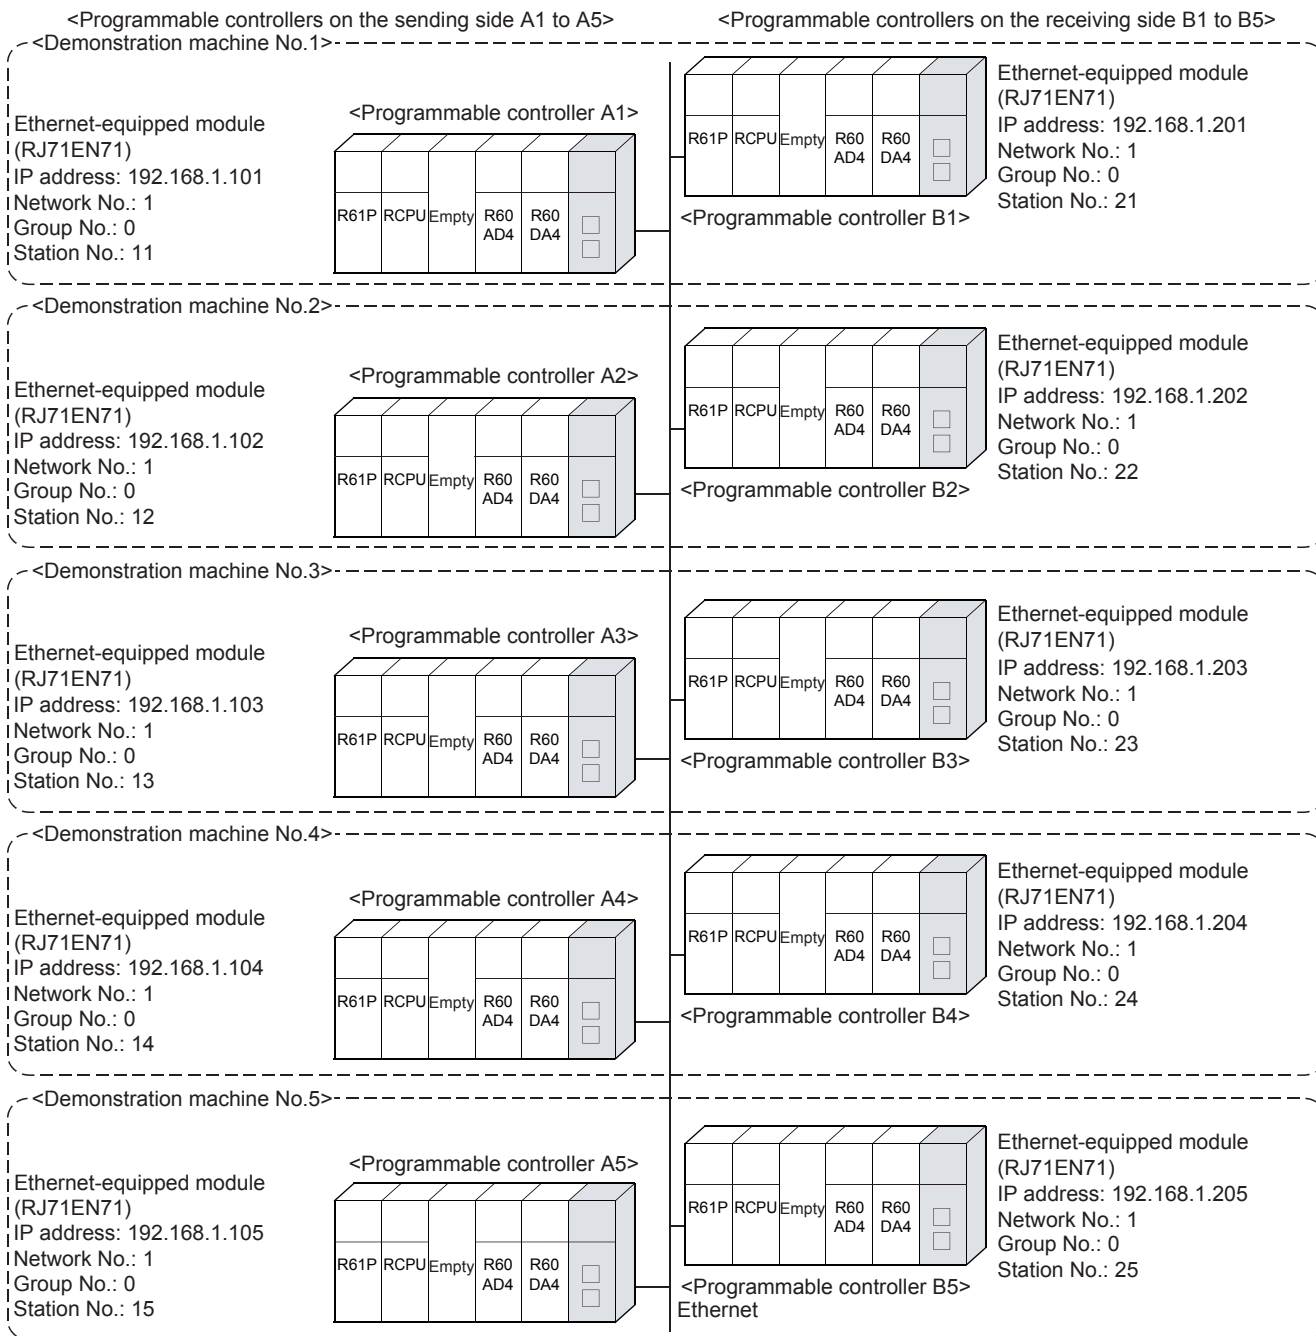 <Programmable controllers on the sending side A1 to A5>
<Programmable controllers on the receiving side B1 to B5>
<Demonstration machine No.1>
Ethernet-equipped module
(RJ71EN71)
IP address: 192.168.1.101
Network No.: 1
Group No.: 0
Station No.: 11
<Programmable controller A1>
R61P RCPU Empty R60 AD4 R60 DA4
R61P RCPU Empty R60 AD4 R60 DA4
<Programmable controller B1>
Ethernet-equipped module
(RJ71EN71)
IP address: 192.168.1.201
Network No.: 1
Group No.: 0
Station No.: 21
<Demonstration machine No.2>
Ethernet-equipped module
(RJ71EN71)
IP address: 192.168.1.102
Network No.: 1
Group No.: 0
Station No.: 12
<Programmable controller A2>
R61P RCPU Empty R60 AD4 R60 DA4
R61P RCPU Empty R60 AD4 R60 DA4
<Programmable controller B2>
Ethernet-equipped module
(RJ71EN71)
IP address: 192.168.1.202
Network No.: 1
Group No.: 0
Station No.: 22
<Demonstration machine No.3>
Ethernet-equipped module
(RJ71EN71)
IP address: 192.168.1.103
Network No.: 1
Group No.: 0
Station No.: 13
<Programmable controller A3>
R61P RCPU Empty R60 AD4 R60 DA4
R61P RCPU Empty R60 AD4 R60 DA4
<Programmable controller B3>
Ethernet-equipped module
(RJ71EN71)
IP address: 192.168.1.203
Network No.: 1
Group No.: 0
Station No.: 23
<Demonstration machine No.4>
Ethernet-equipped module
(RJ71EN71)
IP address: 192.168.1.104
Network No.: 1
Group No.: 0
Station No.: 14
<Programmable controller A4>
R61P RCPU Empty R60 AD4 R60 DA4
R61P RCPU Empty R60 AD4 R60 DA4
<Programmable controller B4>
Ethernet-equipped module
(RJ71EN71)
IP address: 192.168.1.204
Network No.: 1
Group No.: 0
Station No.: 24
<Demonstration machine No.5>
Ethernet-equipped module
(RJ71EN71)
IP address: 192.168.1.105
Network No.: 1
Group No.: 0
Station No.: 15
<Programmable controller A5>
R61P RCPU Empty R60 AD4 R60 DA4
R61P RCPU Empty R60 AD4 R60 DA4
<Programmable controller B5>
Ethernet
Ethernet-equipped module
(RJ71EN71)
IP address: 192.168.1.205
Network No.: 1
Group No.: 0
Station No.: 25